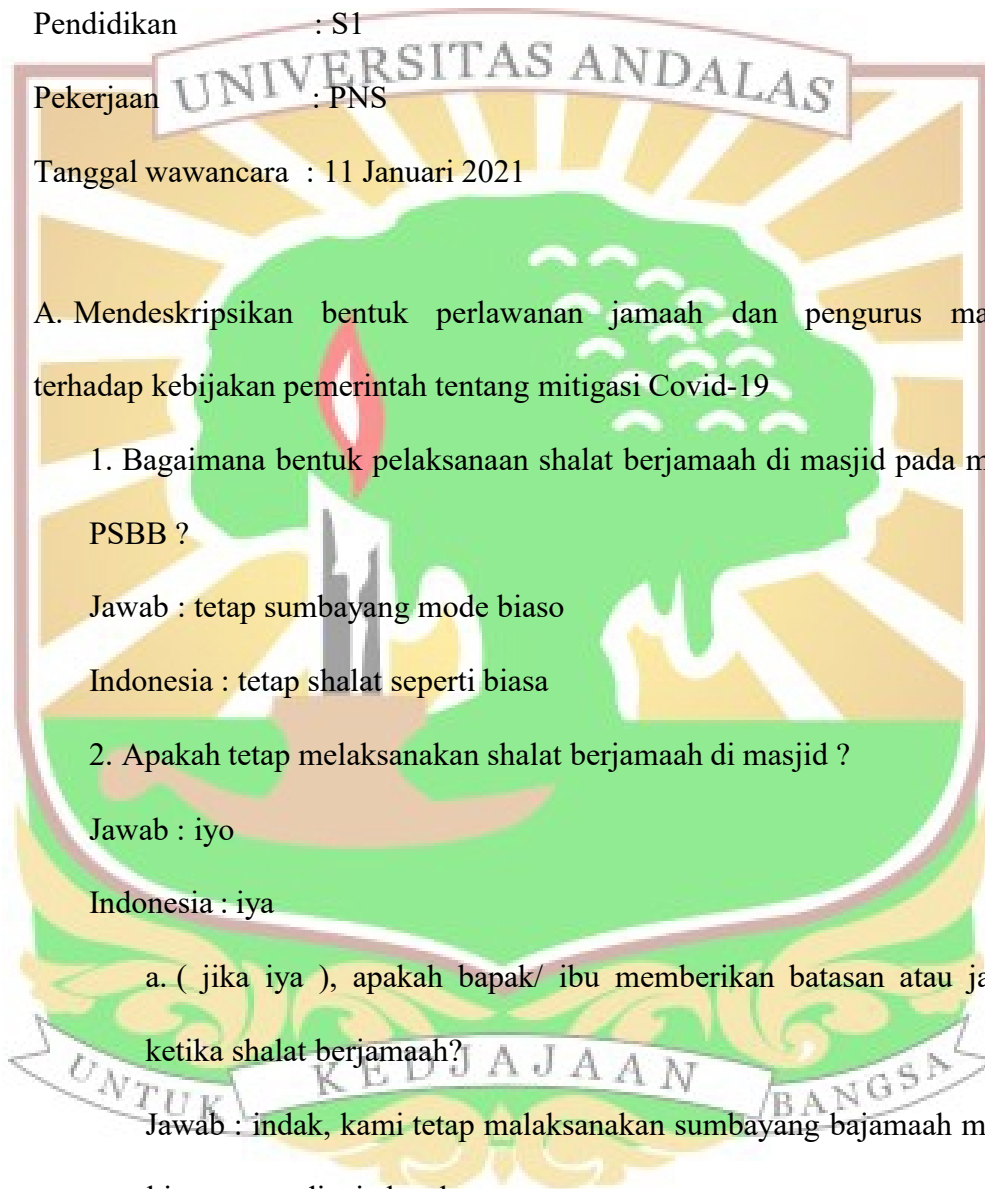 Pendidikan : S1
UNIVERSITAS ANDALAS
Pekerjaan : PNS
Tanggal wawancara : 11 Januari 2021
A. Mendeskripsikan bentuk perlawanan jamaah dan pengurus
terhadap kebijakan pemerintah tentang mitigasi Covid-19
1. Bagaimana bentuk pelaksanaan shalat berjamaah di masjid pada
PSBB ?
Jawab : tetap sumbayang mode biaso
Indonesia : tetap shalat seperti biasa
2. Apakah tetap melaksanakan shalat berjamaah di masjid ?
Jawab : iyo
Indonesia : iya
a. ( jika iya ), apakah bapak/ ibu memberikan batasan atau
ketika shalat berjamaah?
UNTUK KEDJAJAAN BANGSA
Jawab : indak, kami tetap malaksanakan sumbayang bajamaah